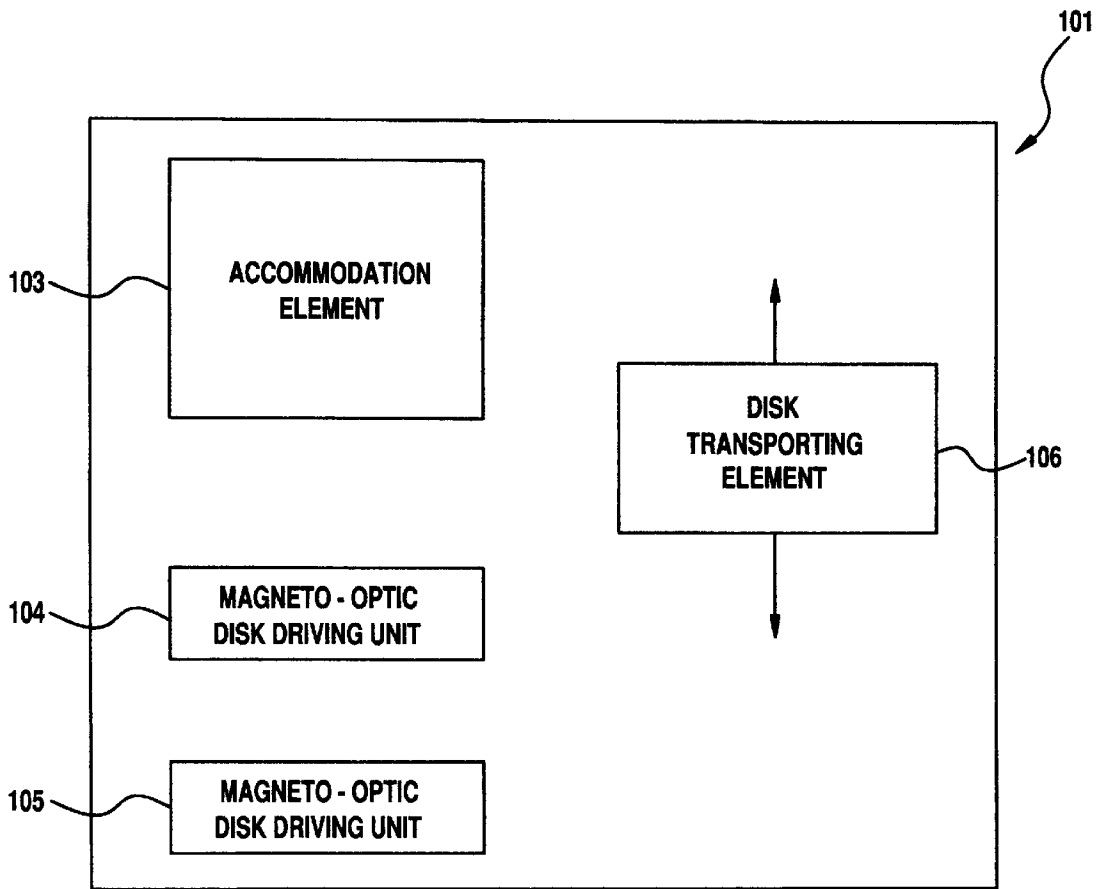 101
103
ACCOMMODATION
ELEMENT
DISK
TRANSPORTING
ELEMENT
106
104
MAGNETO - OPTIC
DISK DRIVING UNIT
105
MAGNETO - OPTIC
DISK DRIVING UNIT